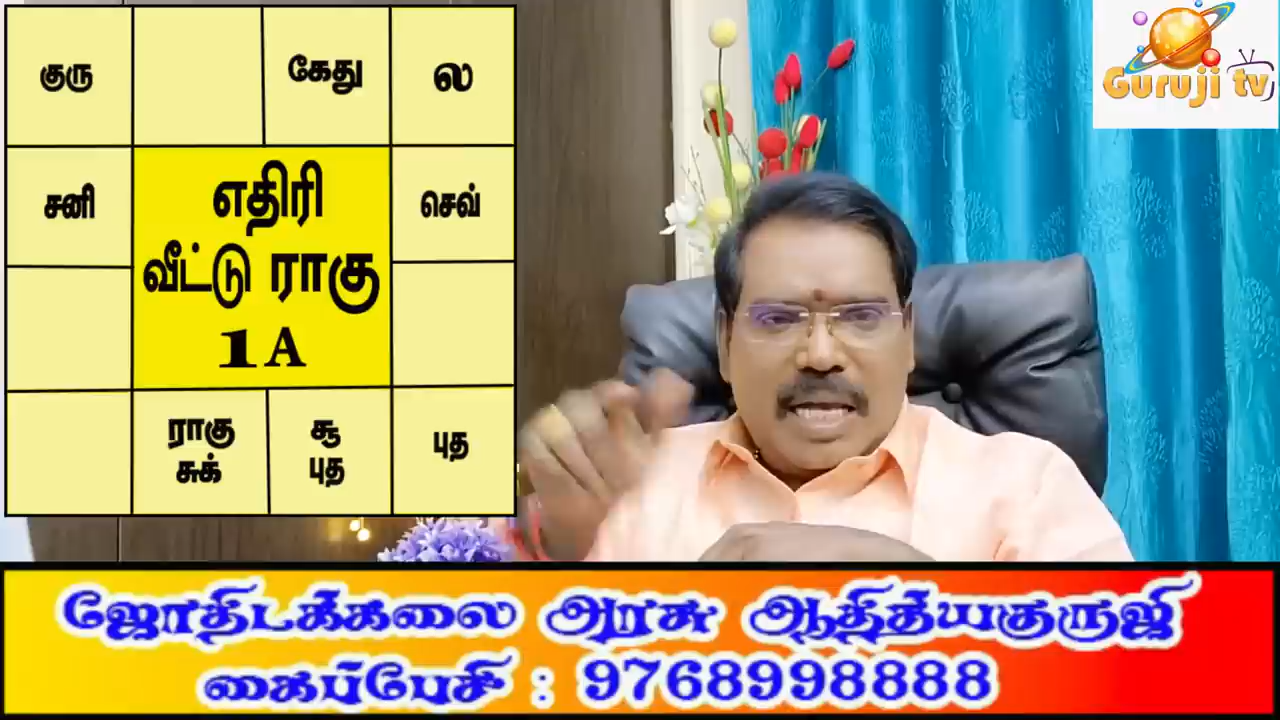 குரு
கேது
ல
Guruji tv
சனி
எதிரி
வீட்டு ராகு
1A
செவ்
ராகு
சுக்
சூ
புத
புத
ஜோதிடக்கலை அரசு ஆதித்யகுருஜி
கைப்பேசி : 9768998888